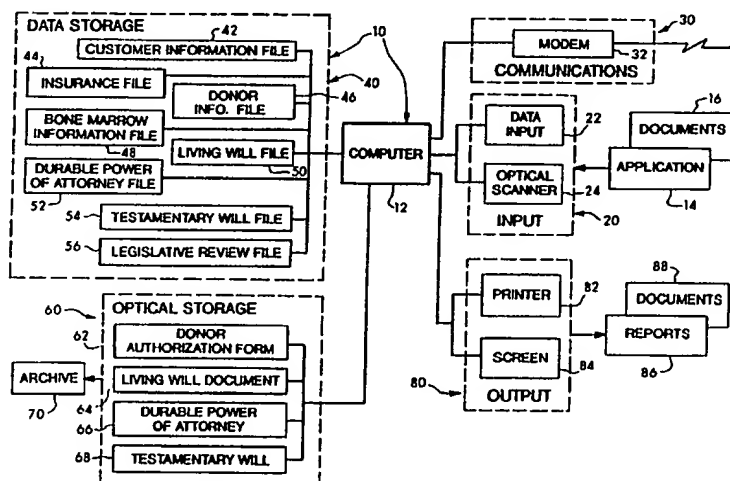 DATA STORAGE
42
CUSTOMER INFORMATION FILE
10
44
INSURANCE FILE
40
DONOR
INFO. FILE
46
BONE MARROW
INFORMATION FILE
48
LIVING WILL FILE
50
DURABLE POWER
OF ATTORNEY FILE
52
54
TESTAMENTARY WILL FILE
56
LEGISLATIVE REVIEW FILE
COMPUTER
12
30
MODEM
32
COMMUNICATIONS
DATA
INPUT
22
OPTICAL
SCANNER
24
INPUT
20
16
DOCUMENTS
APPLICATION
14
60
OPTICAL STORAGE
62
DONOR
AUTHORIZATION FORM
ARCHIVE
70
64
LIVING WILL DOCUMENT
66
DURABLE POWER
OF ATTORNEY
68
TESTAMENTARY WILL
PRINTER
82
SCREEN
84
80
OUTPUT
88
DOCUMENTS
REPORTS
86